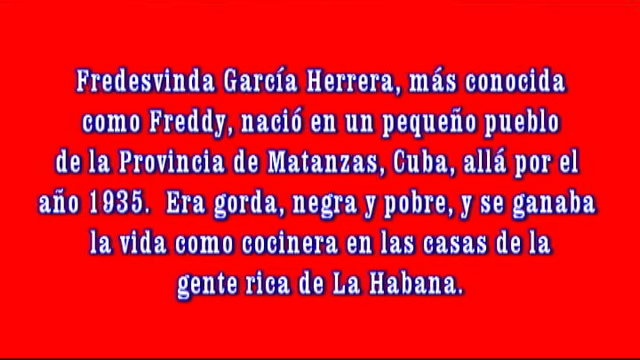 Fredesvinda García Herrera, más conocida
como Freddy, nació en un pequeño pueblo
de la Provincia de Matanzas, Cuba, allá por el
año 1935. Era gorda, negra y pobre, y se ganaba
la vida como cocinera en las casas de la
gente rica de La Habana.